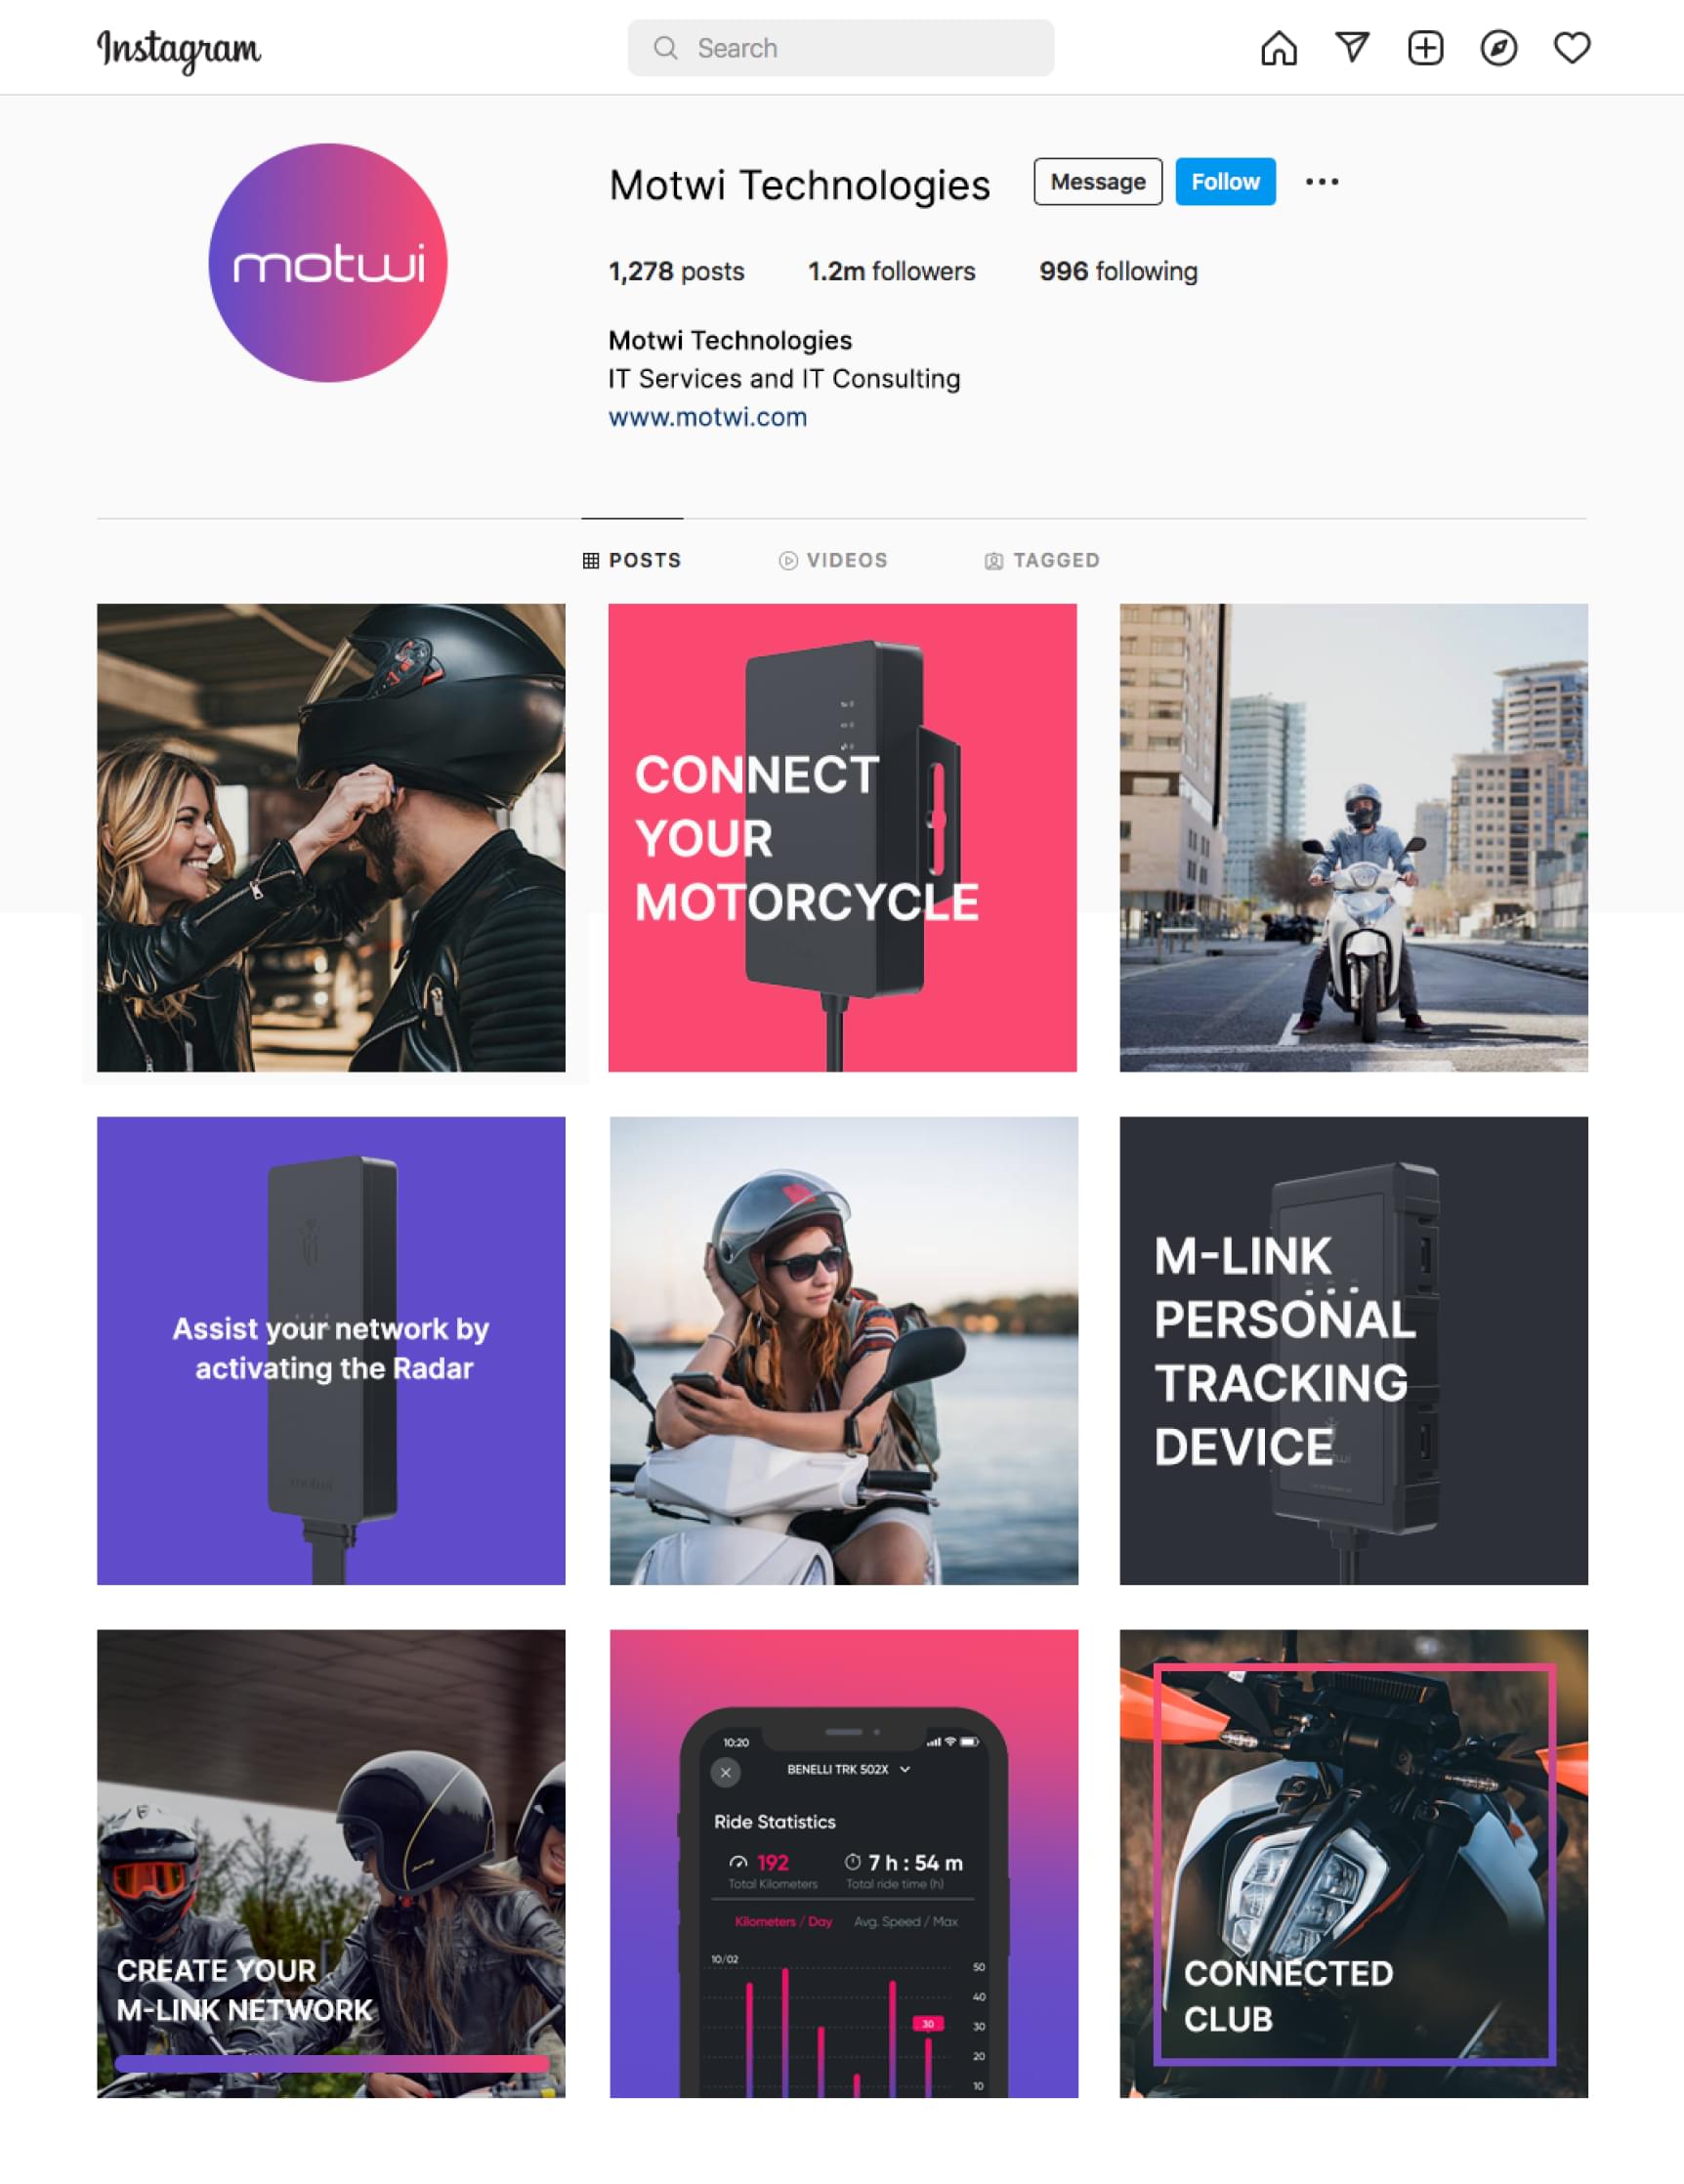 Instagram
Search
motwi
Motwi Technologies
Message
Follow
1,278 posts
1.2m followers
996 following
Motwi Technologies
IT Services and IT Consulting
www.motwi.com
POSTS
VIDEOS
TAGGED
CONNECT
YOUR
MOTORCYCLE
Assist your network by
activating the Radar
M-LINK
PERSONAL
TRACKING
DEVICE
CREATE YOUR
M-LINK NETWORK
10:20
BENELLI TRK 502X
Ride Statistics
192
7 h : 54 m
Total Kilometers
Total ride time (h)
Kilometers / Day
Avg. Speed / Max
10/02
50
40
30
30
20
10
CONNECTED
CLUB